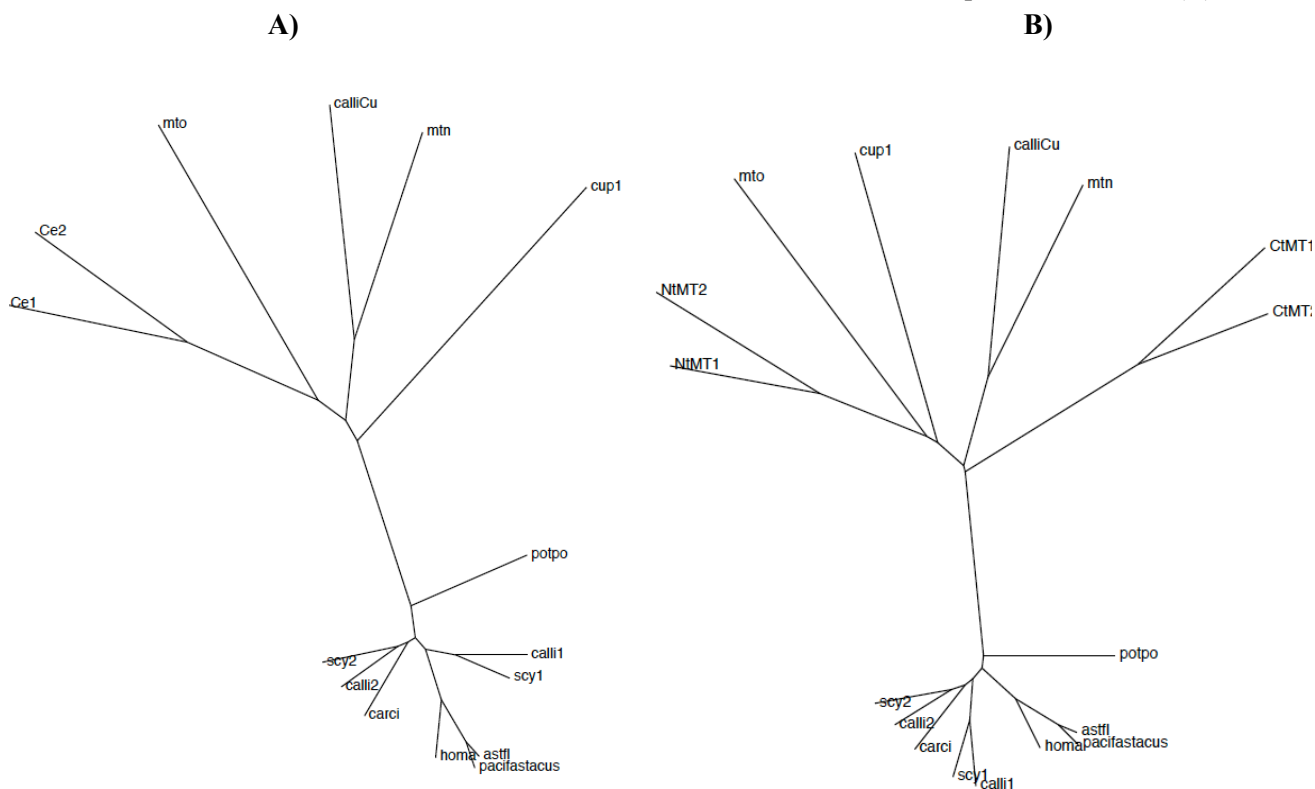 A)
B)
calliCu
mto
mtn
cup1
Ce2
Ce1
potpo
scy2
calli1
scy1
calli2
carci
homa
astfl
pacifastacus
calliCu
cup1
mto
mtn
CtMT1
NtMT2
CtMT2
NtMT1
potpo
scy2
calli2
astfl
carci
homa
pacifastacus
scy1
calli1